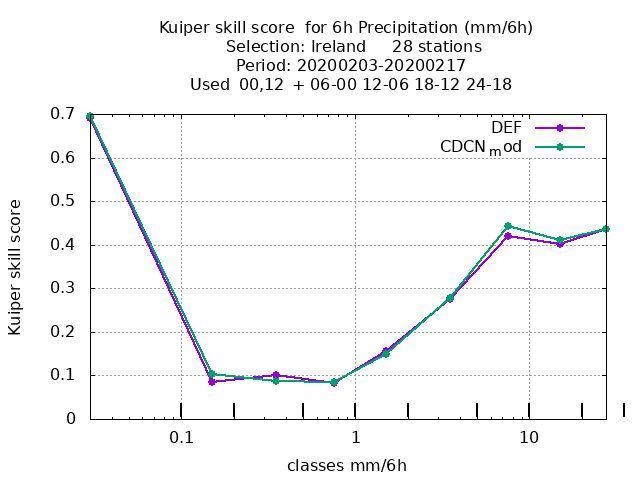 Kuiper skill score for 6h Precipitation (mm/6h)
Selection: Ireland 28 stations
Period: 20200203-20200217
Used 00,12 + 06-00 12-06 18-12 24-18
DEF
CDCNmod
0.7
0.6
0.5
0.4
0.3
0.2
0.1
0
Kuiper skill score
0.1 1 10
classes mm/6h